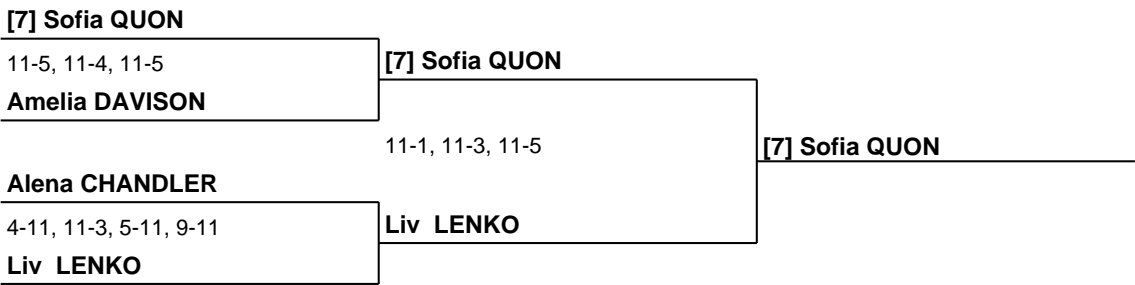 [7] Sofia QUON
11-5, 11-4, 11-5
[7] Sofia QUON
Amelia DAVISON
11-1, 11-3, 11-5
[7] Sofia QUON
Alena CHANDLER
4-11, 11-3, 5-11, 9-11
Liv LENKO
Liv LENKO